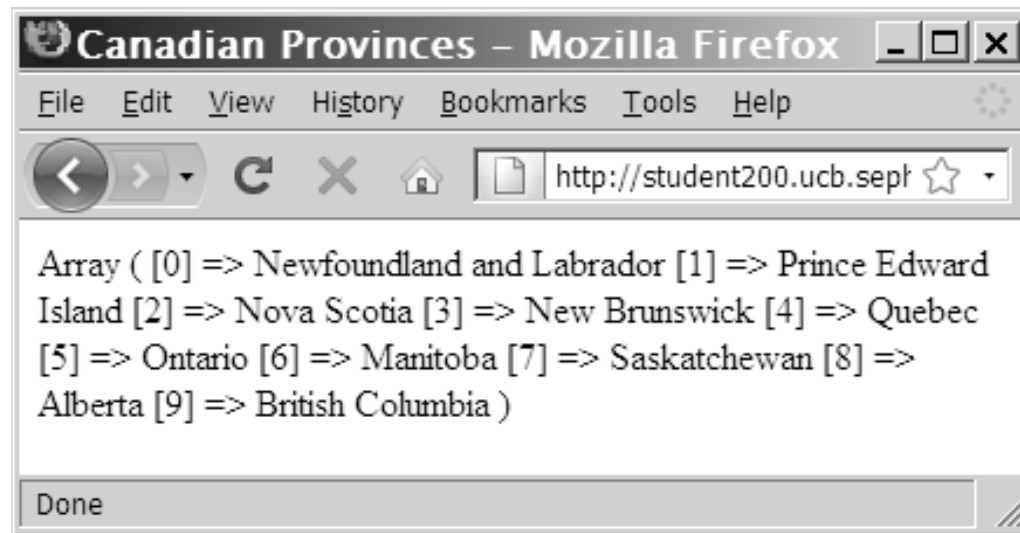 Canadian Provinces – Mozilla Firefox
File Edit View History Bookmarks Tools Help
http://student200.ucb.seph
Array ( [0] => Newfoundland and Labrador [1] => Prince Edward
Island [2] => Nova Scotia [3] => New Brunswick [4] => Quebec
[5] => Ontario [6] => Manitoba [7] => Saskatchewan [8] =>
Alberta [9] => British Columbia )
Done